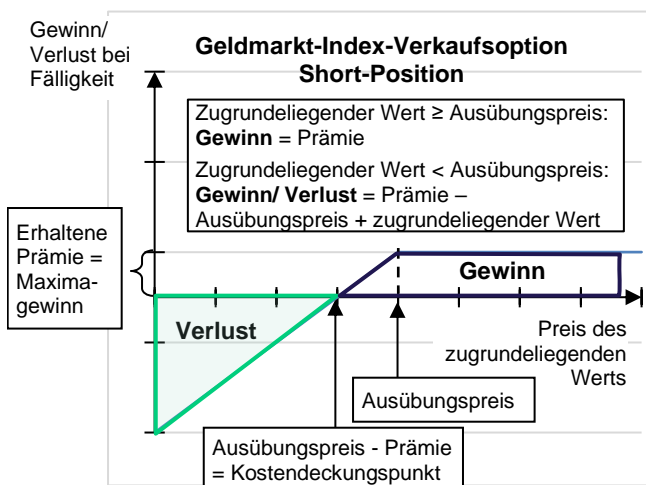 Gewinn/
Verlust bei
Fälligkeit
Geldmarkt-Index-Verkaufsoption
Short-Position
Zugrundeliegender Wert ≥ Ausübungspreis:
Gewinn = Prämie
Zugrundeliegender Wert < Ausübungspreis:
Gewinn/ Verlust = Prämie –
Ausübungspreis + zugrundeliegender Wert
Erhaltene
Prämie =
Maxima-
gewinn
Gewinn
Verlust
Preis des
zugrundeliegenden
Werts
Ausübungspreis
Ausübungspreis - Prämie
= Kostendeckungspunkt